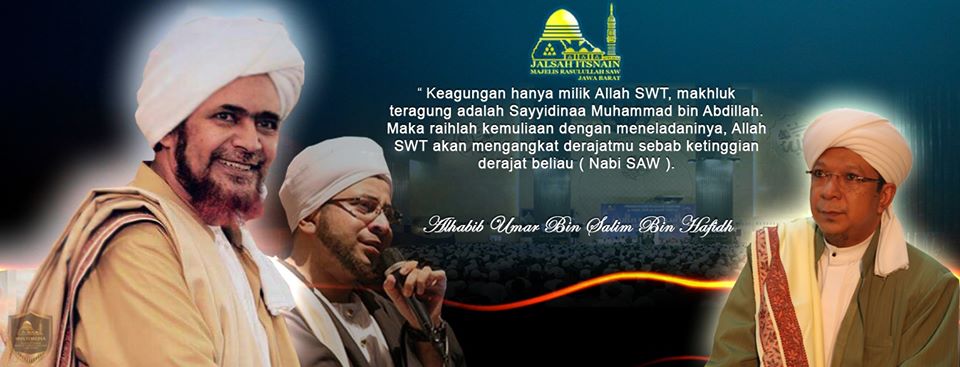 JALSAH ITSNAIN
MAJELIS RASULULLAH SAW
JAWA BARAT
“ Keagungan hanya milik Allah SWT, makhluk
teragung adalah Sayyidinaa Muhammad bin Abdillah.
Maka raihlah kemuliaan dengan meneladaninya, Allah
SWT akan mengangkat derajatmu sebab ketinggian
derajat beliau ( Nabi SAW ).
Alhabib Umar Bin Salim Bin Hafidh
MULTIMEDIA